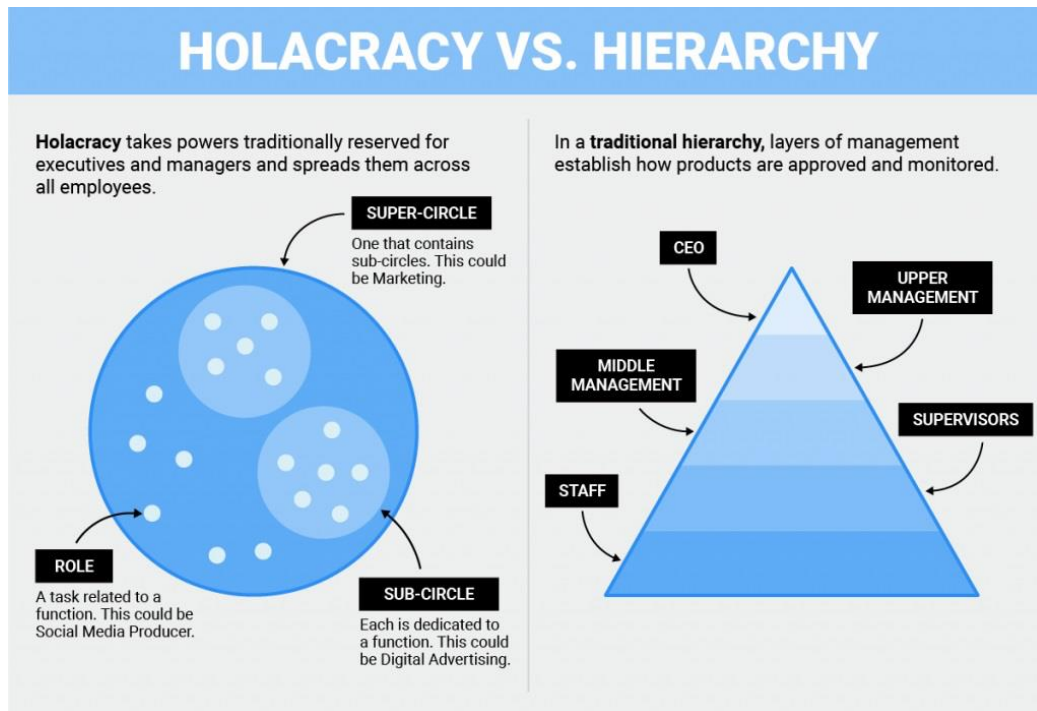 HOLACRACY VS. HIERARCHY
Holacracy takes powers traditionally reserved for
executives and managers and spreads them across
all employees.
SUPER-CIRCLE
One that contains
sub-circles. This could
be Marketing.
ROLE
A task related to a
function. This could be
Social Media Producer.
SUB-CIRCLE
Each is dedicated to
a function. This could
be Digital Advertising.
In a traditional hierarchy, layers of management
establish how products are approved and monitored.
CEO
UPPER
MANAGEMENT
MIDDLE
MANAGEMENT
SUPERVISORS
STAFF